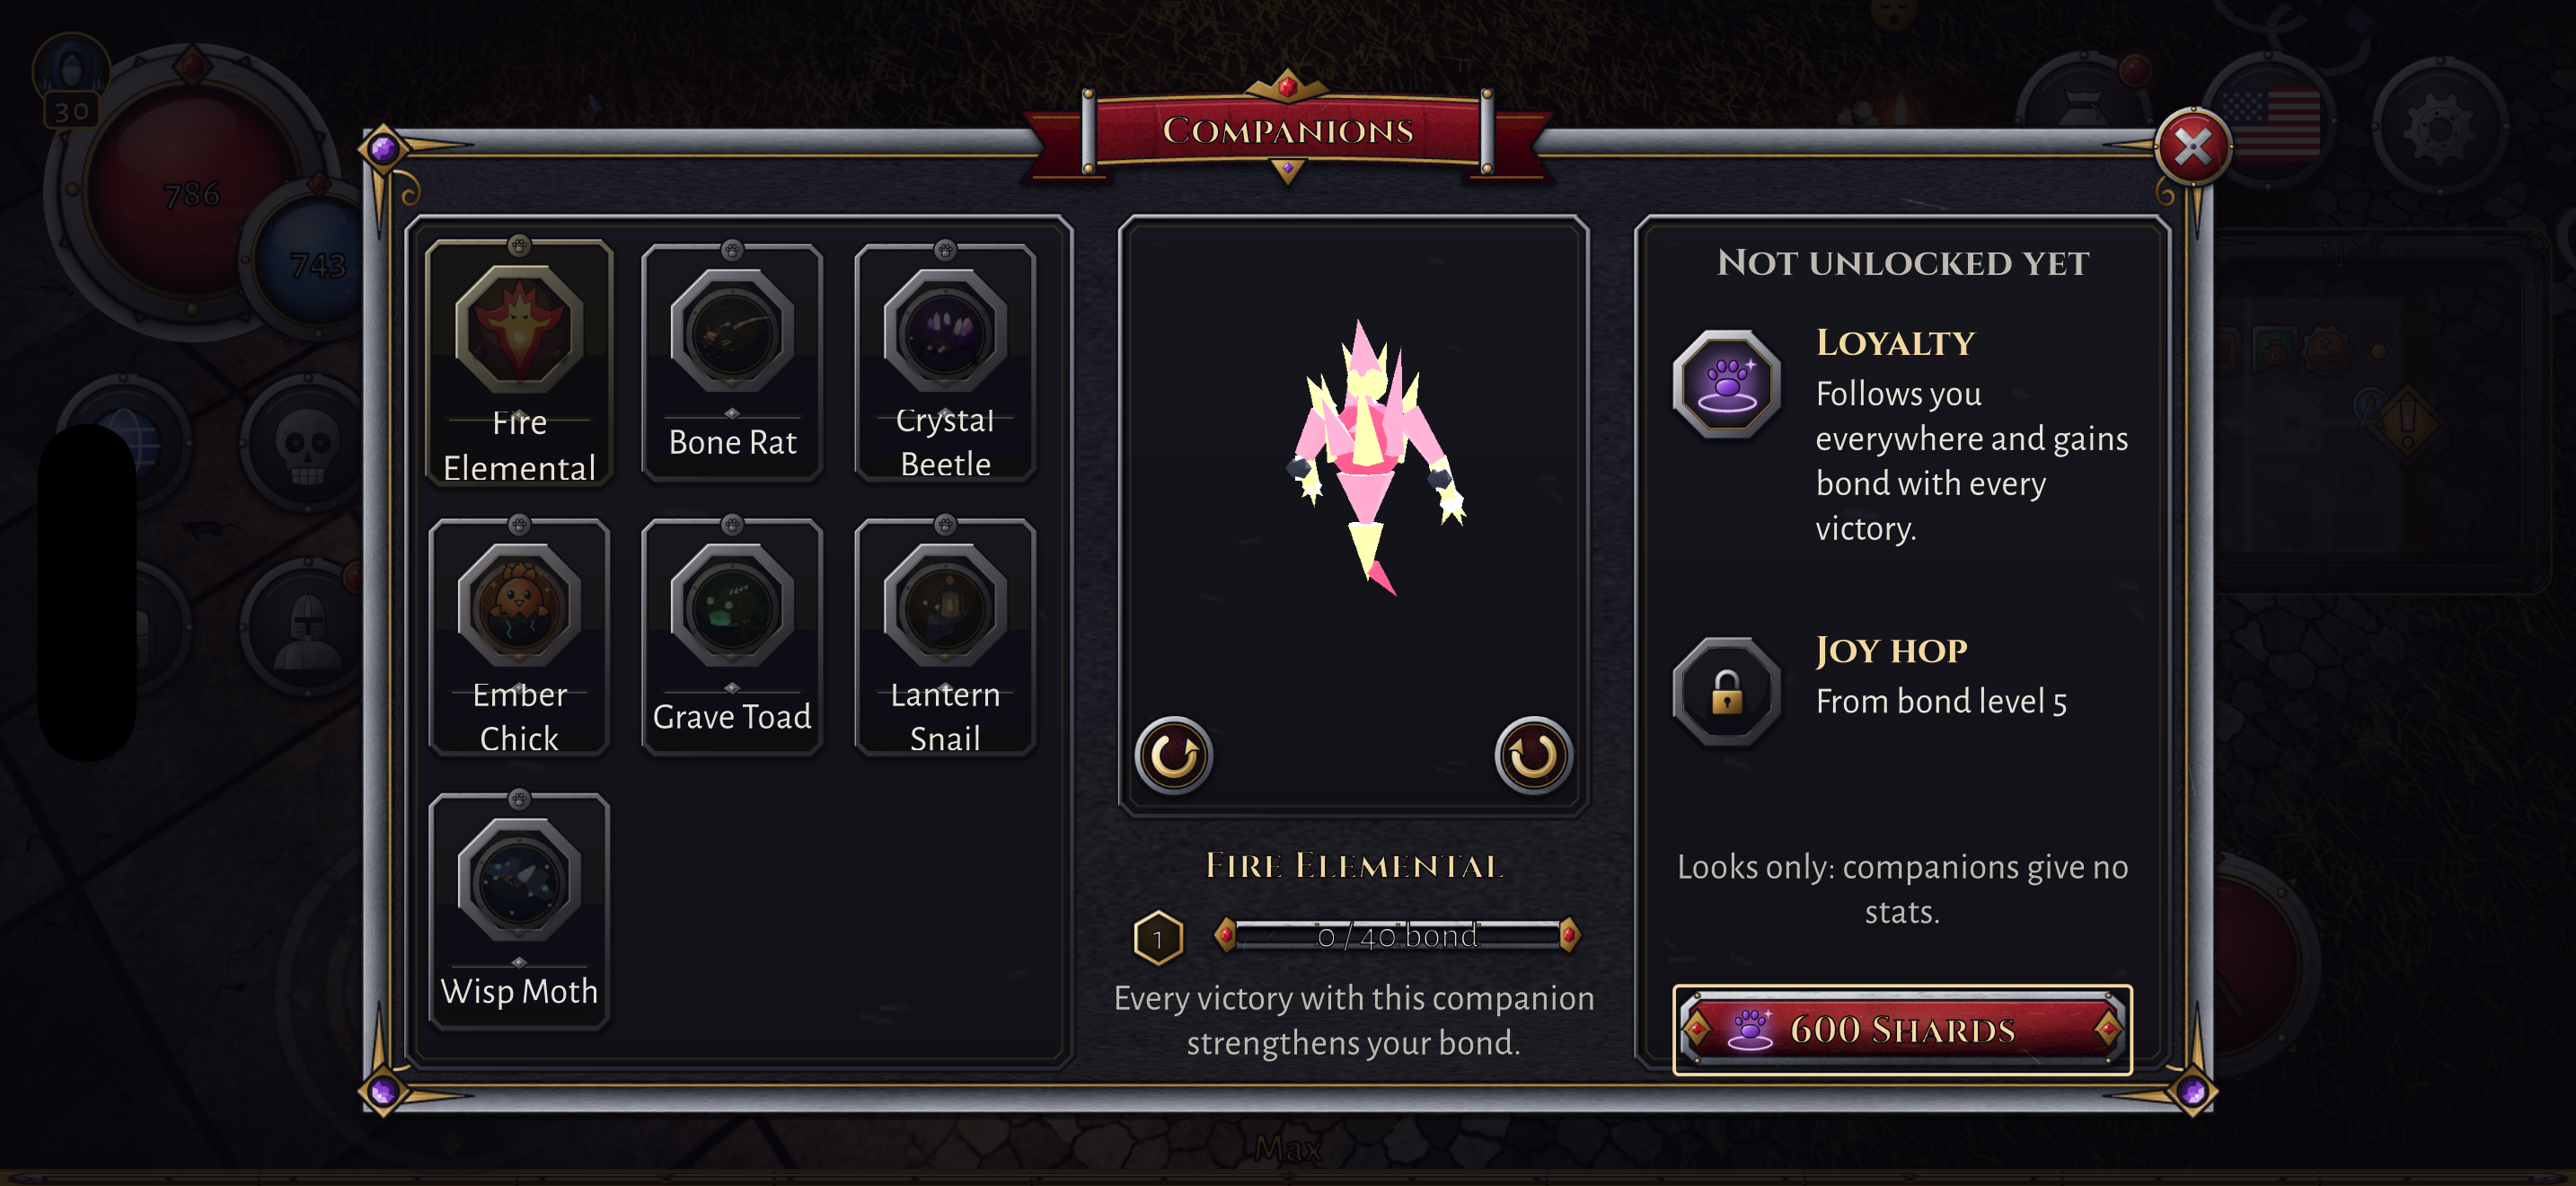 Companions
30
786
743
Fire
Elemental
Bone Rat
Crystal
Beetle
Ember
Chick
Grave Toad
Lantern
Snail
Wisp Moth
Fire Elemental
1
0 / 40 bond
Every victory with this companion
strengthens your bond.
Not unlocked yet
Loyalty
Follows you
everywhere and gains
bond with every
victory.
Joy hop
From bond level 5
Looks only: companions give no
stats.
600 Shards
Max